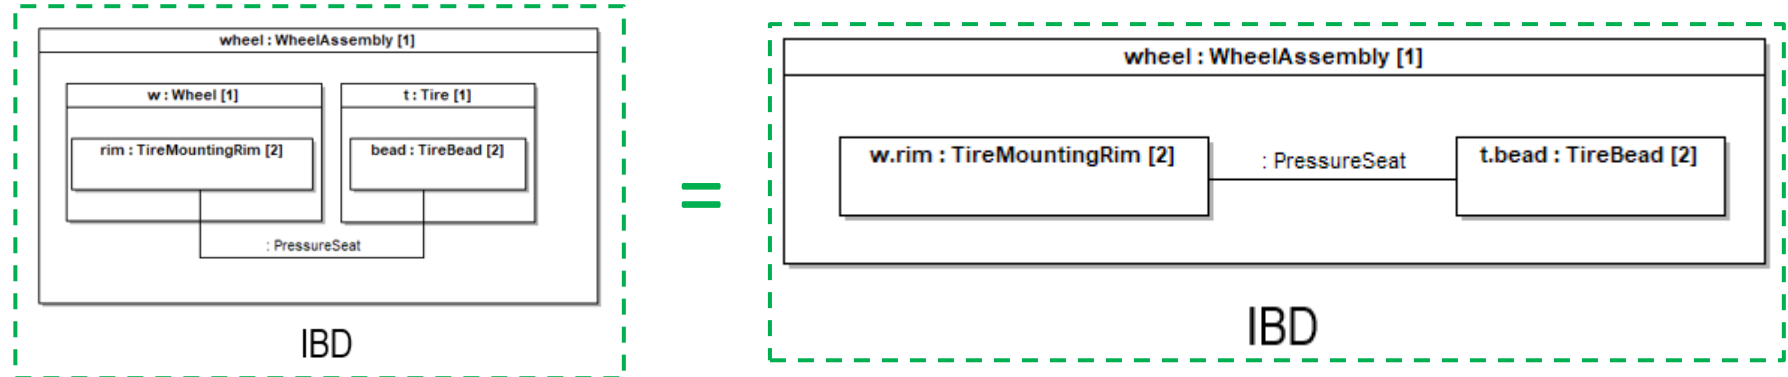 wheel : WheelAssembly [1]
w : Wheel [1]
t : Tire [1]
rim : TireMountingRim [2]
bead : TireBead [2]
: PressureSeat
IBD
=
wheel : WheelAssembly [1]
w.rim : TireMountingRim [2]
: PressureSeat
t.bead : TireBead [2]
IBD